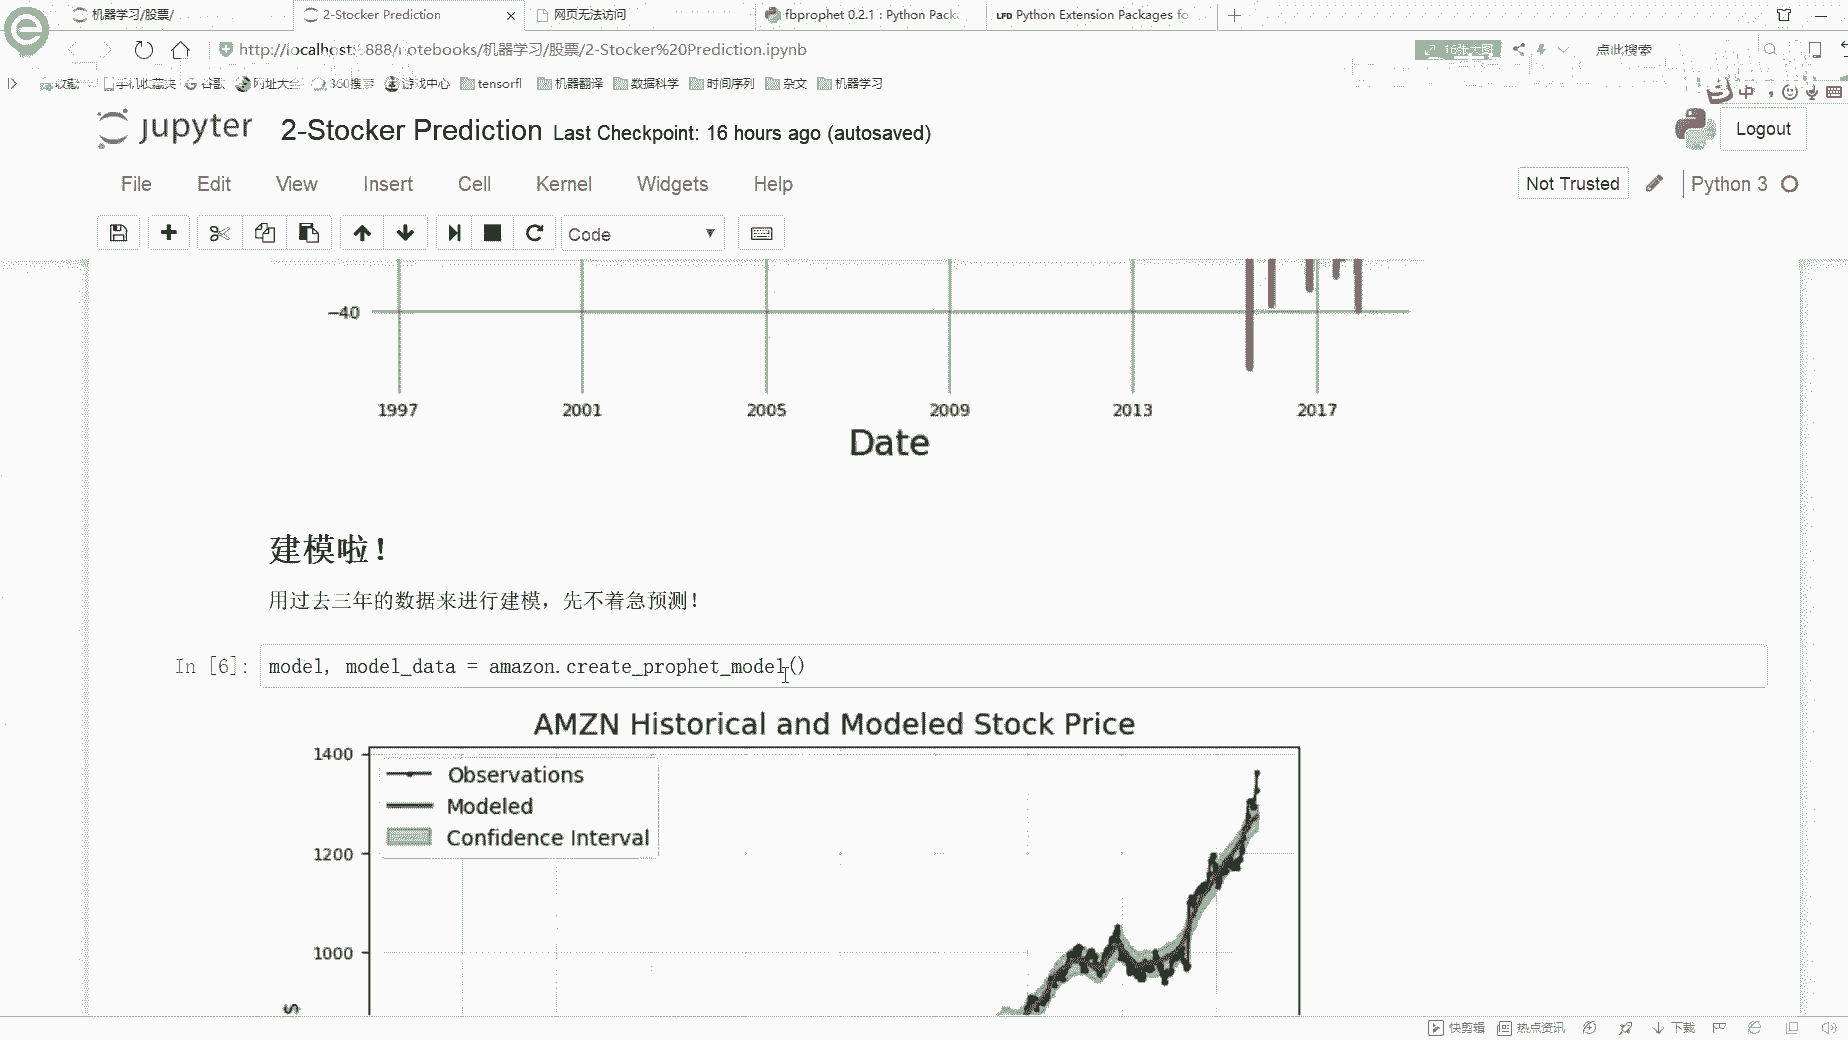 机器学习/股票/
2-Stocker Prediction
网页无法访问
fbprophet 0.2.1 : Python Pack
Python Extension Packages fo
http://localhost:8888/notebooks/机器学习/股票/2-Stocker%20Prediction.ipynb
16张大图
点此搜索
收藏
手机收藏夹
谷歌
网址大全
360搜索
游戏中心
tensorfl
机器翻译
数据科学
时间序列
杂文
机器学习
中
jupyter
2-Stocker Prediction
Last Checkpoint: 16 hours ago (autosaved)
Logout
File
Edit
View
Insert
Cell
Kernel
Widgets
Help
Not Trusted
Python 3
Code
−40
1997
2001
2005
2009
2013
2017
Date
建模啦！
用过去三年的数据来进行建模，先不着急预测！
In [6]:
model, model_data = amazon.create_prophet_model()
AMZN Historical and Modeled Stock Price
1400
Observations
Modeled
Confidence Interval
1200
1000
$
快剪辑
热点资讯
下载